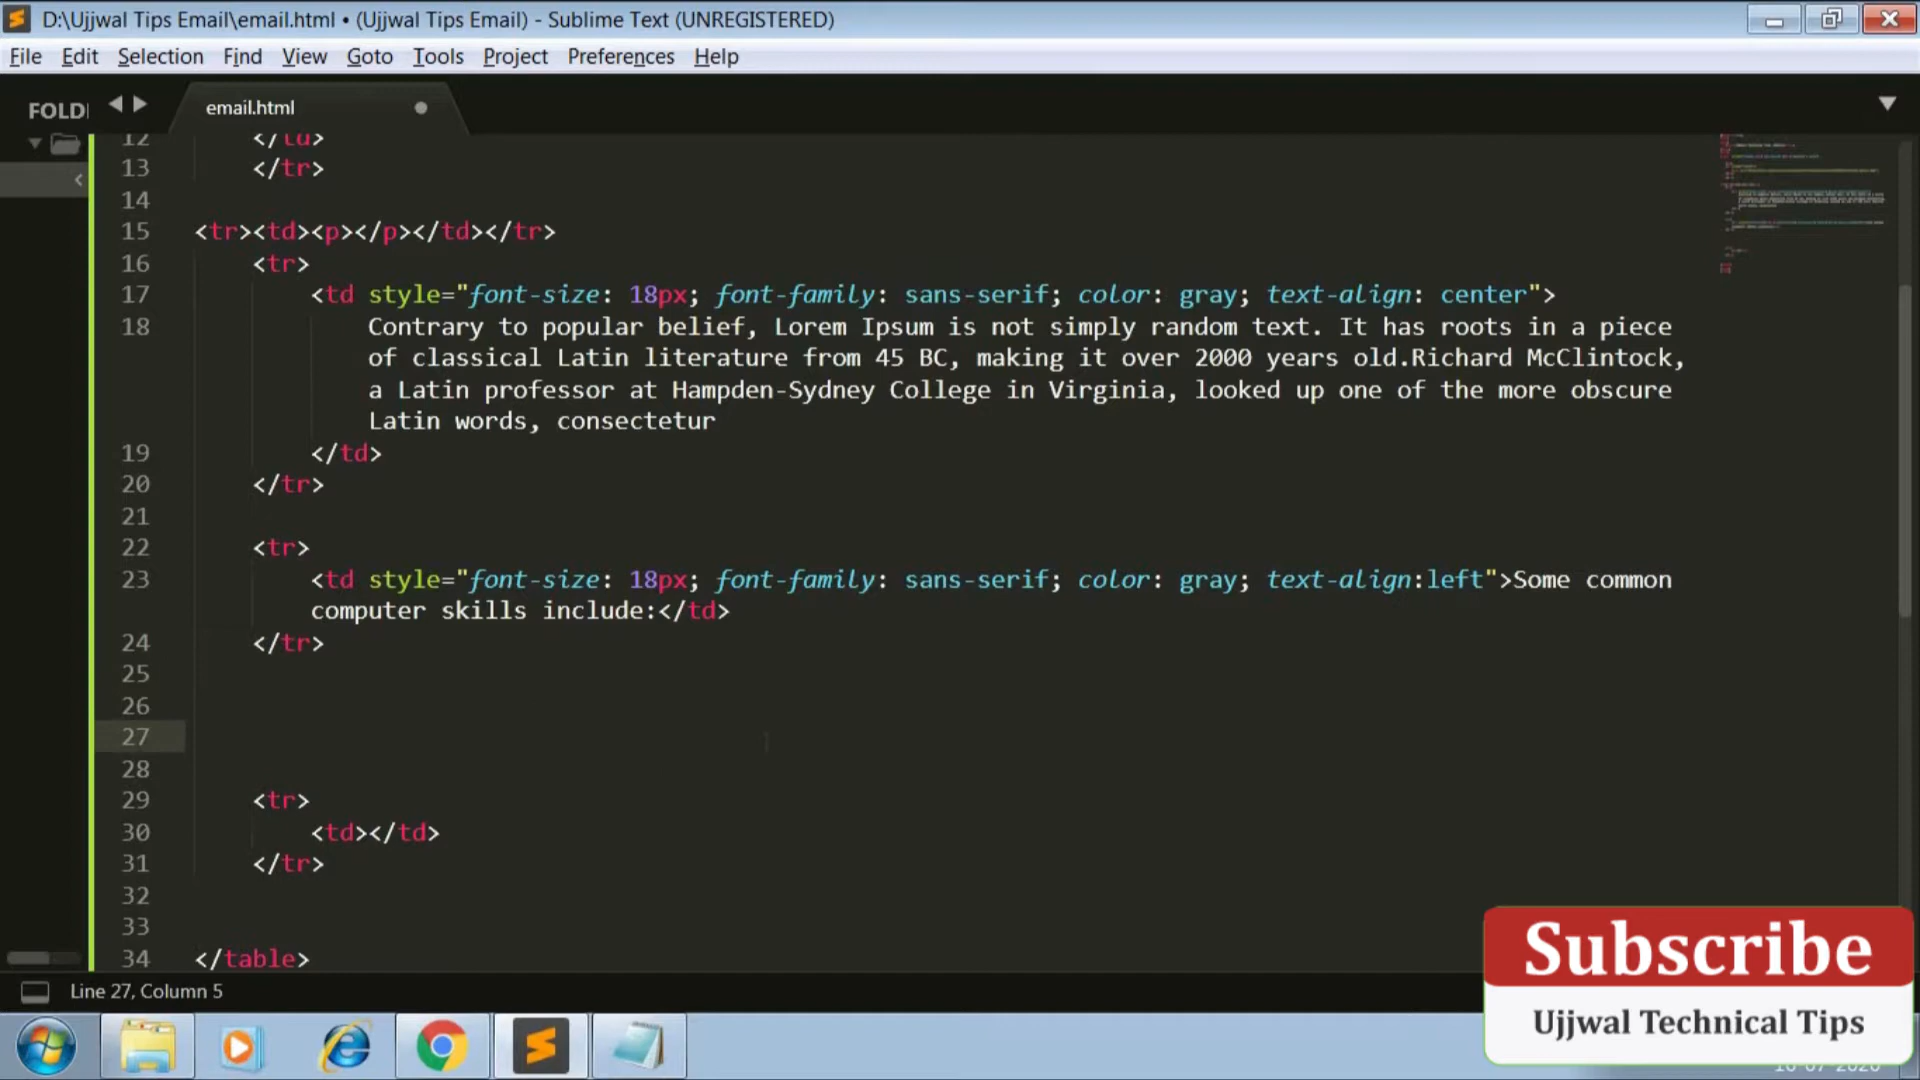 D:\Ujjwal Tips Email\email.html • (Ujjwal Tips Email) - Sublime Text (UNREGISTERED)
File Edit Selection Find View Goto Tools Project Preferences Help
FOLD
email.html
12 </td>
13 </tr>
14
15 <tr><td><p></p></td></tr>
16 <tr>
17 <td style="font-size: 18px; font-family: sans-serif; color: gray; text-align: center">
18 Contrary to popular belief, Lorem Ipsum is not simply random text. It has roots in a piece
of classical Latin literature from 45 BC, making it over 2000 years old.Richard McClintock,
a Latin professor at Hampden-Sydney College in Virginia, looked up one of the more obscure
Latin words, consectetur
19 </td>
20 </tr>
21
22 <tr>
23 <td style="font-size: 18px; font-family: sans-serif; color: gray; text-align:left">Some common
computer skills include:</td>
24 </tr>
25
26
27
28
29 <tr>
30 <td></td>
31 </tr>
32
33
34 </table>
Line 27, Column 5
Subscribe
Ujjwal Technical Tips